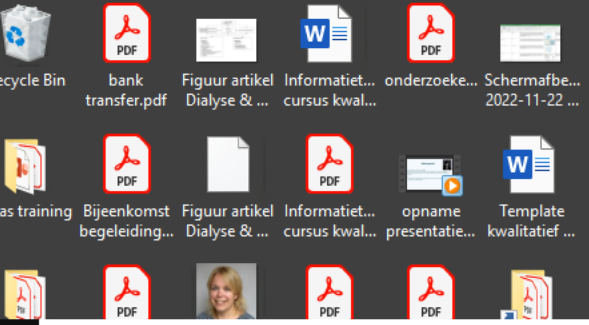 ecycle Bin
bank
transfer.pdf
Figuur artikel
Dialyse & ...
Informatiet...
cursus kwal...
onderzoeke...
Schermafbe...
2022-11-22 ...
as training
Bijeenkomst
begeleiding...
Figuur artikel
Dialyse & ...
Informatiet...
cursus kwal...
opname
presentatie...
Template
kwalitatief ...
PDF
PDF
W
PDF
PDF
PDF
W
PDF
PDF
PDF